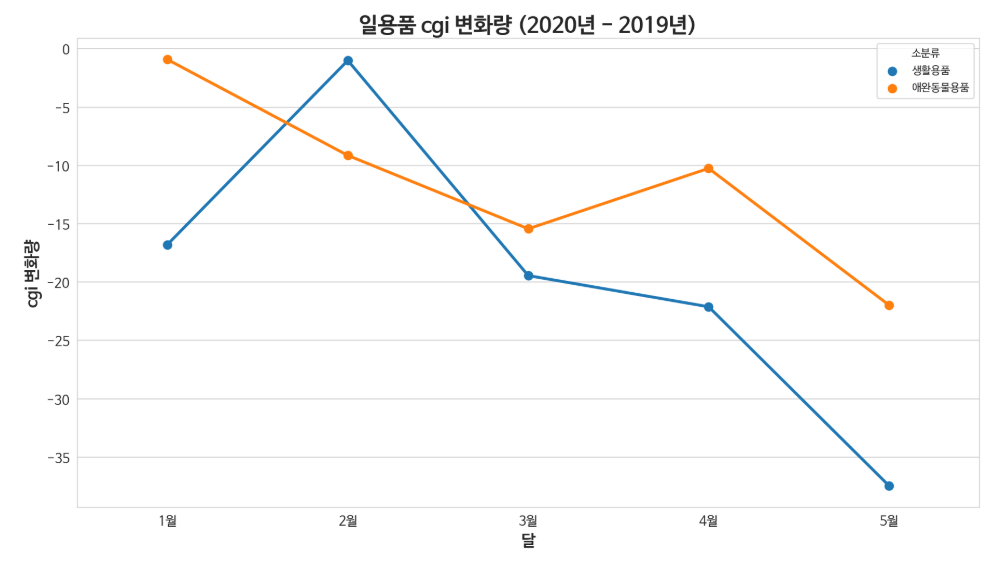 일용품 cgi 변화량 (2020년 - 2019년)
소분류
생활용품
애완동물용품
cgi 변화량
0
-5
-10
-15
-20
-25
-30
-35
1월
2월
3월
4월
5월
달